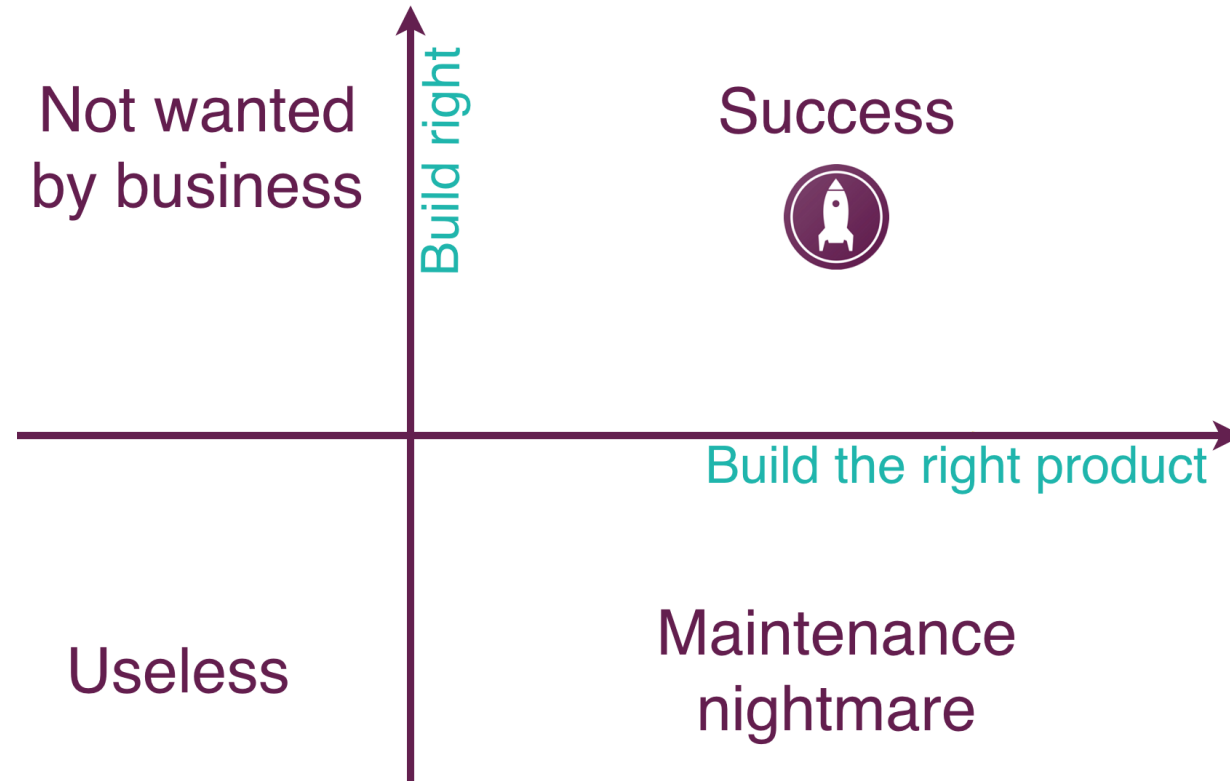 Not wanted
by business
Build right
Success
Build the right product
Useless
Maintenance
nightmare